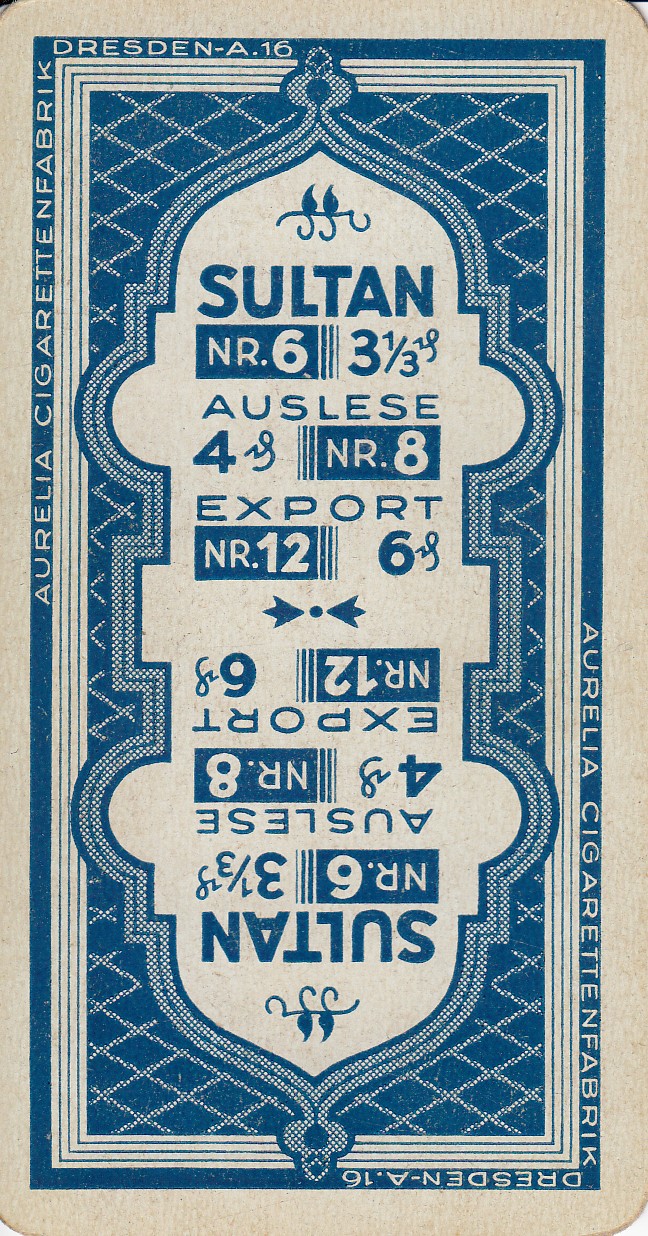 DRESDEN-A.16
AURELIA CIGARETTENFABRIK
SULTAN
NR.6 3⅓ ₰
AUSLESE
4 ₰ NR.8
EXPORT
NR.12 6 ₰
NR.12 6 ₰
EXPORT
4 ₰ NR.8
AUSLESE
NR.6 3⅓ ₰
SULTAN
AURELIA CIGARETTENFABRIK
DRESDEN-A.16